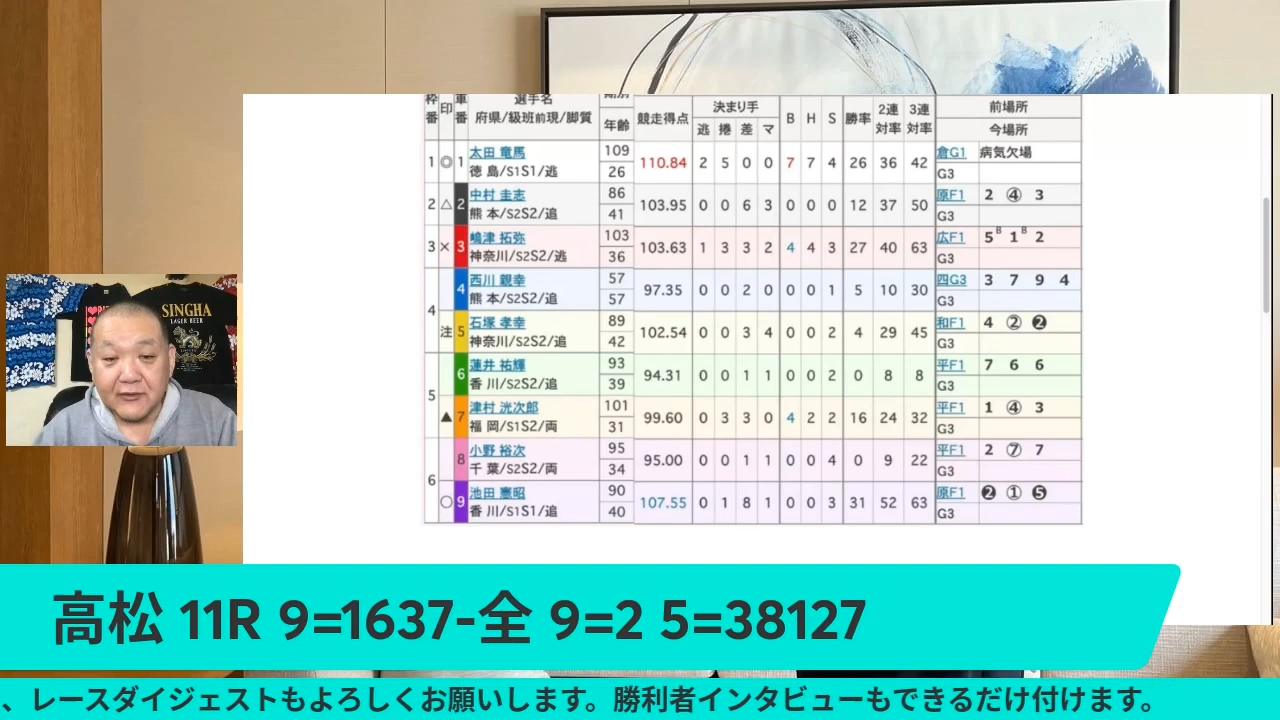 枠番 印 車番 選手名 府県/級班前現/脚質 期別 年齢 競走得点 決まり手 逃 捲 差 マ B H S 勝率 2連対率 3連対率 前場所 今場所
1 ◎ 1 太田 竜馬 109 110.84 2 5 0 0 7 7 4 26 36 42 倉G1 病気欠場
徳 島/S1S1/逃 26 G3
2 △ 2 中村 圭志 86 103.95 0 0 6 3 0 0 0 12 37 50 原F1 2 ④ 3
熊 本/S2S2/追 41 G3
3 × 3 嶋津 拓弥 103 103.63 1 3 3 2 4 4 3 27 40 63 広F1 5B 1B 2
神奈川/S2S2/逃 36 G3
4 4 西川 親幸 57 97.35 0 0 2 0 0 0 1 5 10 30 四G3 3 7 9 4
熊 本/S2S2/追 57 G3
注 5 石塚 孝幸 89 102.54 0 0 3 4 0 0 2 4 29 45 和F1 4 ② ❷
神奈川/S2S2/追 42 G3
5 6 蓮井 祐輝 93 94.31 0 0 1 1 0 0 2 0 8 8 平F1 7 6 6
香 川/S2S2/追 39 G3
▲ 7 津村 洸次郎 101 99.60 0 3 3 0 4 2 2 16 24 32 平F1 1 ④ 3
福 岡/S1S2/両 31 G3
6 8 小野 裕次 95 95.00 0 0 1 1 0 0 4 0 9 22 平F1 2 ⑦ 7
千 葉/S2S2/両 34 G3
○ 9 池田 憲昭 90 107.55 0 1 8 1 0 0 3 31 52 63 原F1 ❷ ① ❺
香 川/S1S1/追 40 G3
SINGHA
LAGER BEER
高松 11R 9=1637-全 9=2 5=38127
、レースダイジェストもよろしくお願いします。勝利者インタビューもできるだけ付けます。